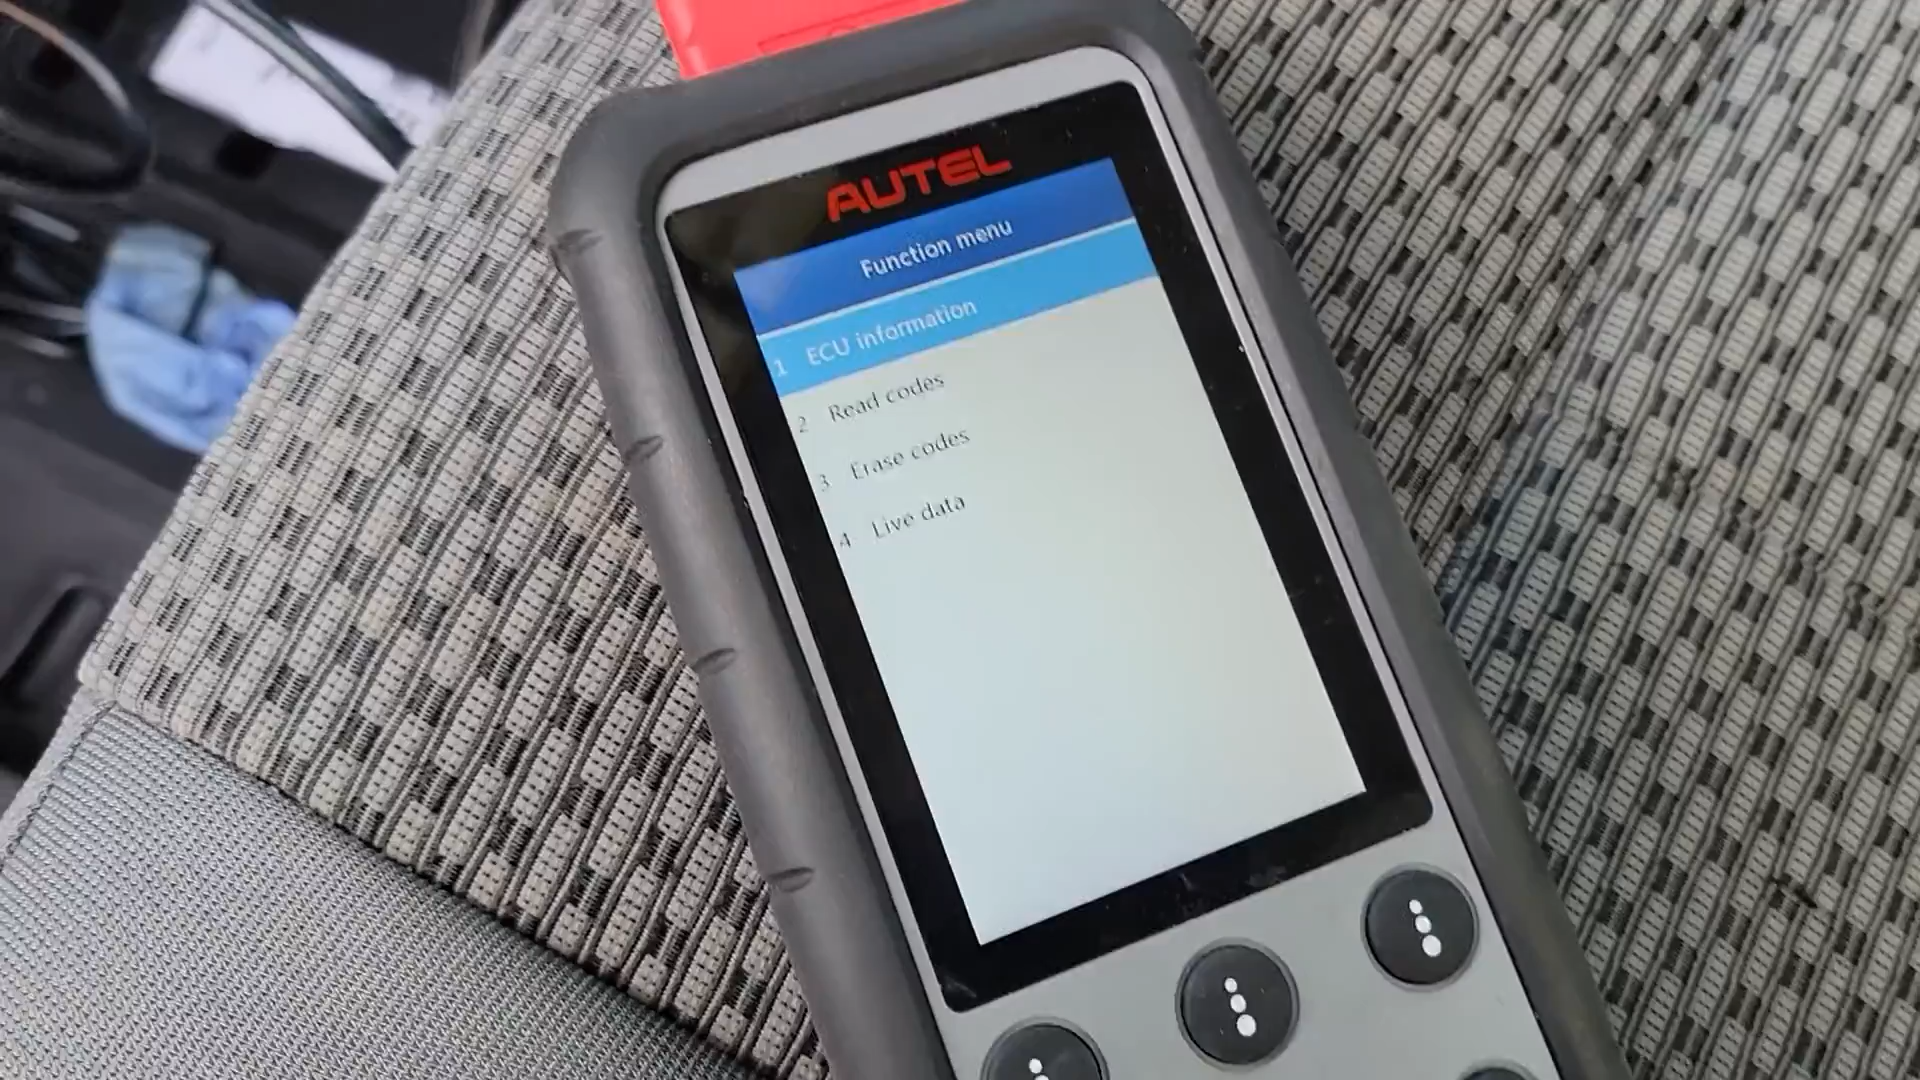 AUTEL
Function menu
1 ECU information
2 Read codes
3 Erase codes
4 Live data